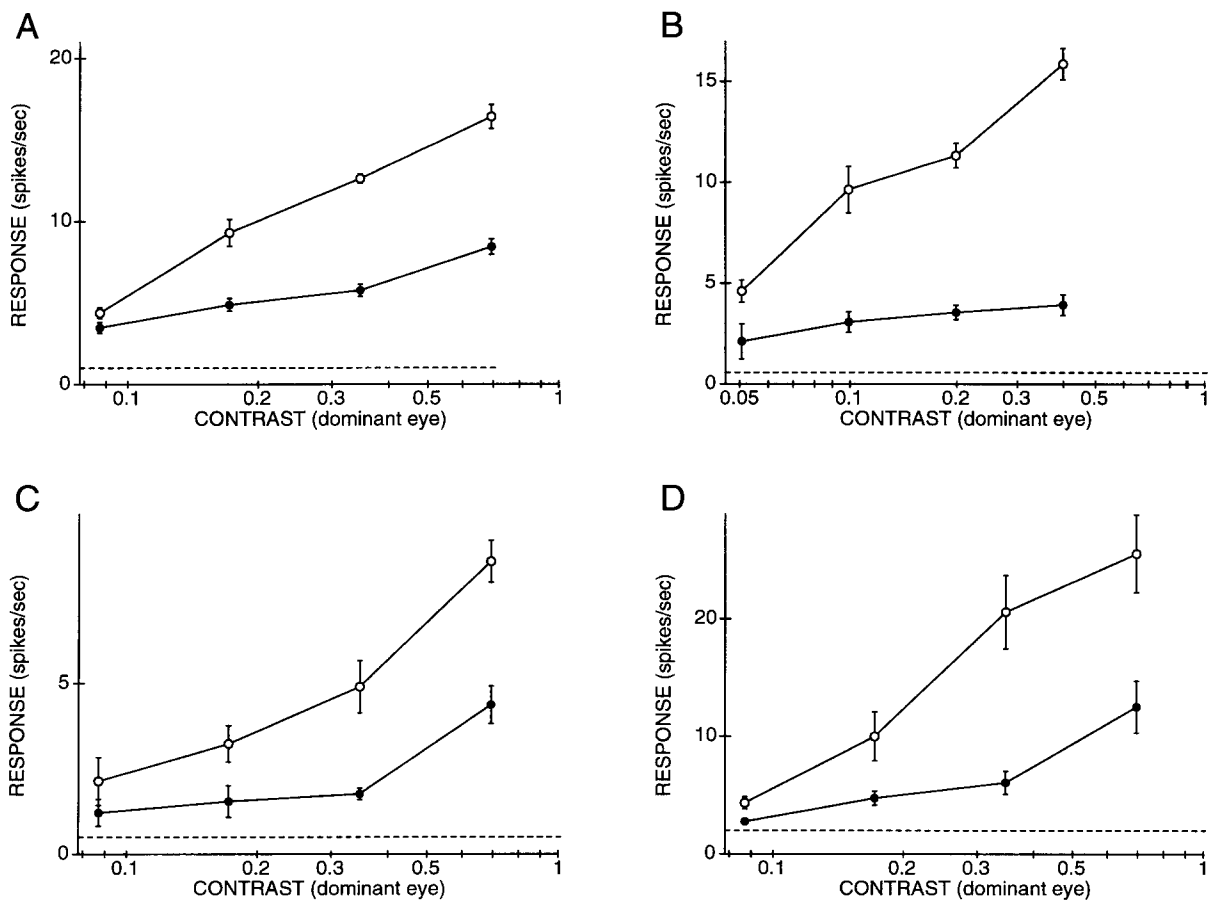 A
RESPONSE (spikes/sec)
20
10
0
0.1 0.2 0.3 0.5 1
CONTRAST (dominant eye)
B
RESPONSE (spikes/sec)
15
10
5
0
0.05 0.1 0.2 0.3 0.5 1
CONTRAST (dominant eye)
C
RESPONSE (spikes/sec)
5
0
0.1 0.2 0.3 0.5 1
CONTRAST (dominant eye)
D
RESPONSE (spikes/sec)
20
10
0
0.1 0.2 0.3 0.5 1
CONTRAST (dominant eye)